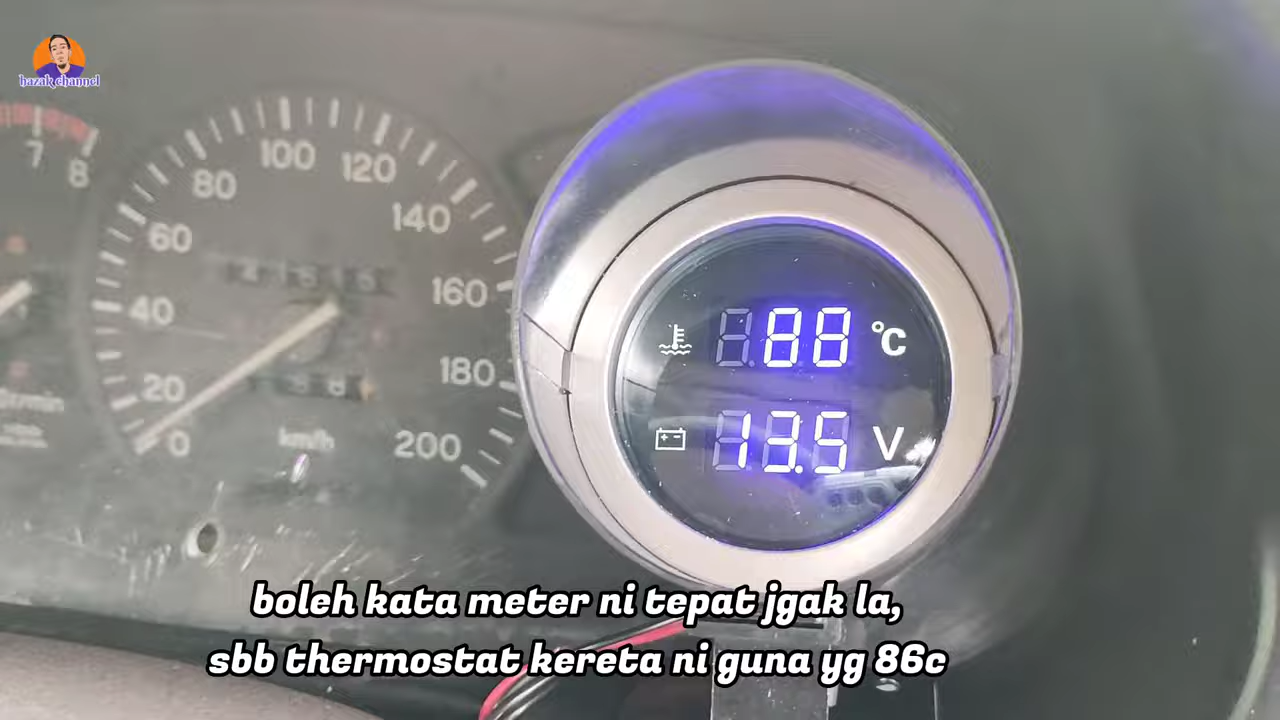 hazak channel
7
8
0
20
40
60
80
100
120
140
160
180
200
km/h
88 °C
13.5 V
boleh kata meter ni tepat jgak la,
sbb thermostat kereta ni guna yg 86c